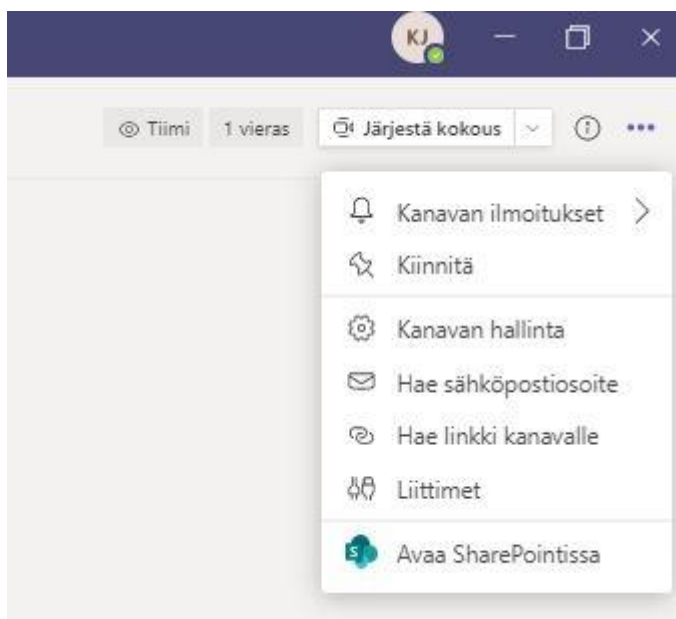 KJ
Tiimi 1 vieras Järjestä kokous
Kanavan ilmoitukset
Kiinnitä
Kanavan hallinta
Hae sähköpostiosoite
Hae linkki kanavalle
Liittimet
S Avaa SharePointissa